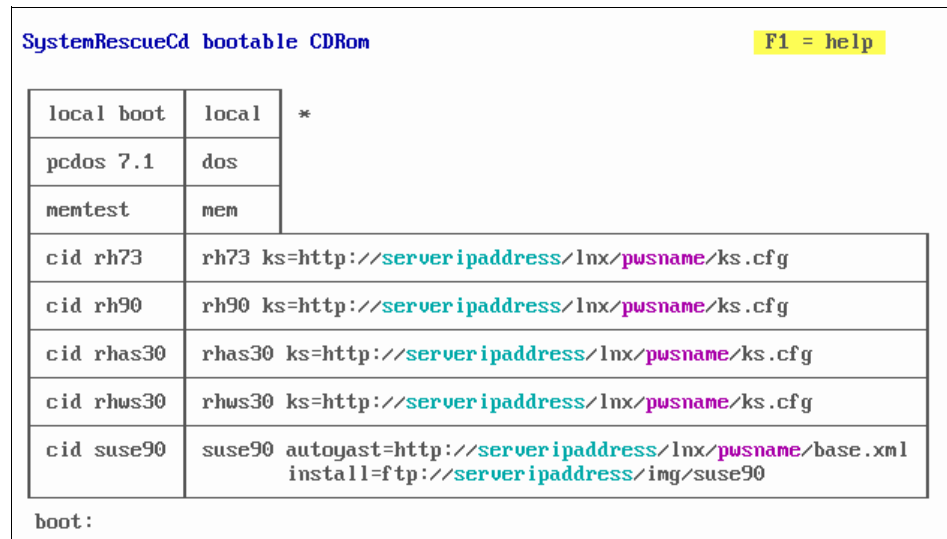 SystemRescueCd bootable CDRom F1 = help
local boot local *
pcdos 7.1 dos
memtest mem
cid rh73 rh73 ks=http://serveripaddress/lnx/pwsname/ks.cfg
cid rh90 rh90 ks=http://serveripaddress/lnx/pwsname/ks.cfg
cid rhas30 rhas30 ks=http://serveripaddress/lnx/pwsname/ks.cfg
cid rhws30 rhws30 ks=http://serveripaddress/lnx/pwsname/ks.cfg
cid suse90 suse90 autoyast=http://serveripaddress/lnx/pwsname/base.xml
install=ftp://serveripaddress/img/suse90
boot: